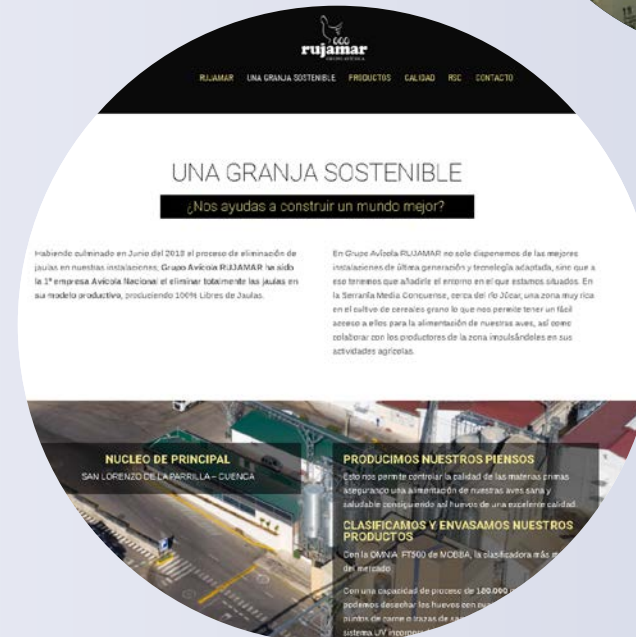 rujamar
GRUPO AVÍCOLA
RUJAMAR UNA GRANJA SOSTENIBLE PRODUCTOS CALIDAD RSC CONTACTO
UNA GRANJA SOSTENIBLE
¿Nos ayudas a construir un mundo mejor?
Habiendo culminado en Junio del 2018 el proceso de eliminación de
jaulas en nuestras instalaciones, Grupo Avícola RUJAMAR ha sido
la 1ª empresa Avícola Nacional el eliminar totalmente las jaulas en
su modelo productivo, produciendo 100% Libres de Jaulas.
En Grupo Avícola RUJAMAR no solo disponemos de las mejores
instalaciones de última generación y tecnología adaptada, sino que a
eso tenemos que añadirle el entorno en el que estamos situados. En
la Serranía Media Conquense, cerca del río Júcar, una zona muy rica
en el cultivo de cereales grano lo que nos permite tener un fácil
acceso a ellos para la alimentación de nuestras aves, así como
colaborar con los productores de la zona impulsándoles en sus
actividades agrícolas.
NUCLEO DE PRINCIPAL
SAN LORENZO DE LA PARRILLA – CUENCA
PRODUCIMOS NUESTROS PIENSOS
Esto nos permite controlar la calidad de las materias primas
asegurando una alimentación de nuestras aves sana y
saludable consiguiendo así huevos de una excelente calidad.
CLASIFICAMOS Y ENVASAMOS NUESTROS
PRODUCTOS
Con la OMNIA FT500 de MOBBA, la clasificadora más
del mercado
Con una capacidad de proceso de 180.000
podemos desechar los huevos con
puntos de carne o trazas de
sistema UV